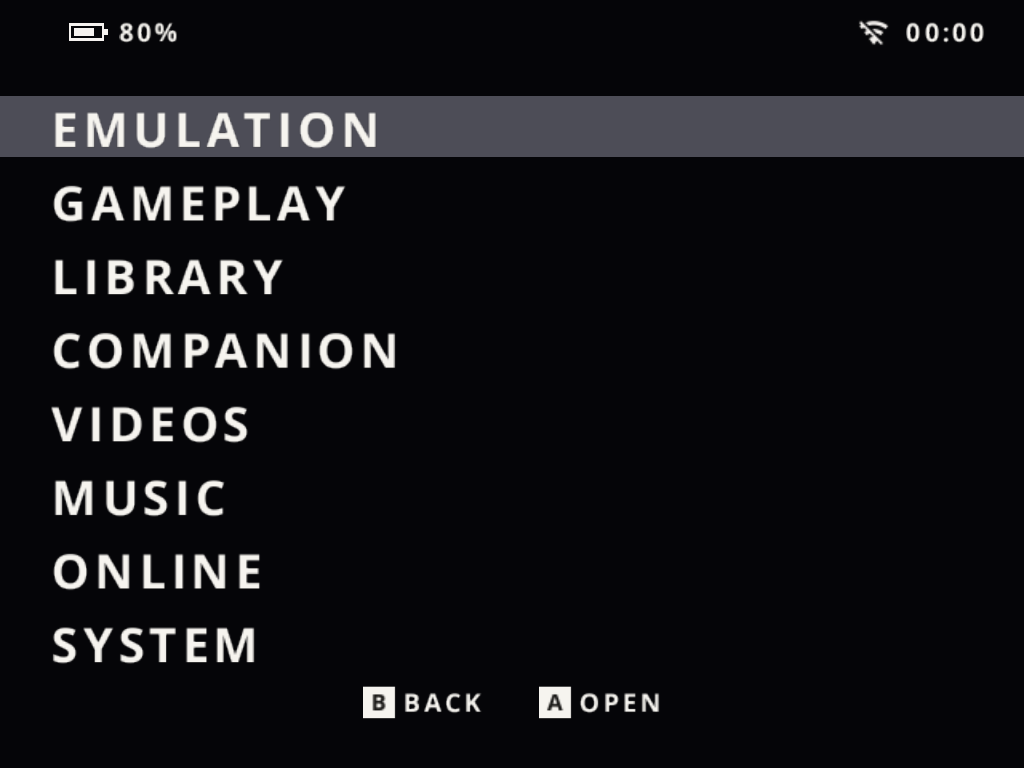 80% 00:00
EMULATION
GAMEPLAY
LIBRARY
COMPANION
VIDEOS
MUSIC
ONLINE
SYSTEM
B BACK A OPEN